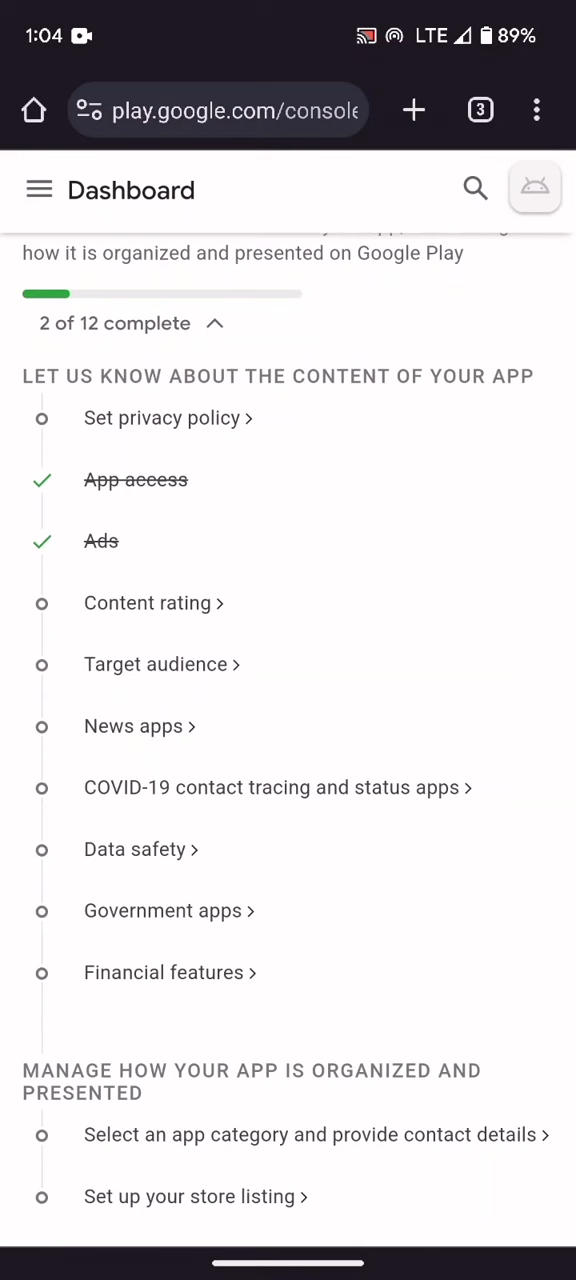 1:04 LTE 89%
play.google.com/console 3
Dashboard
how it is organized and presented on Google Play
2 of 12 complete
LET US KNOW ABOUT THE CONTENT OF YOUR APP
Set privacy policy
App access
Ads
Content rating
Target audience
News apps
COVID-19 contact tracing and status apps
Data safety
Government apps
Financial features
MANAGE HOW YOUR APP IS ORGANIZED AND
PRESENTED
Select an app category and provide contact details
Set up your store listing